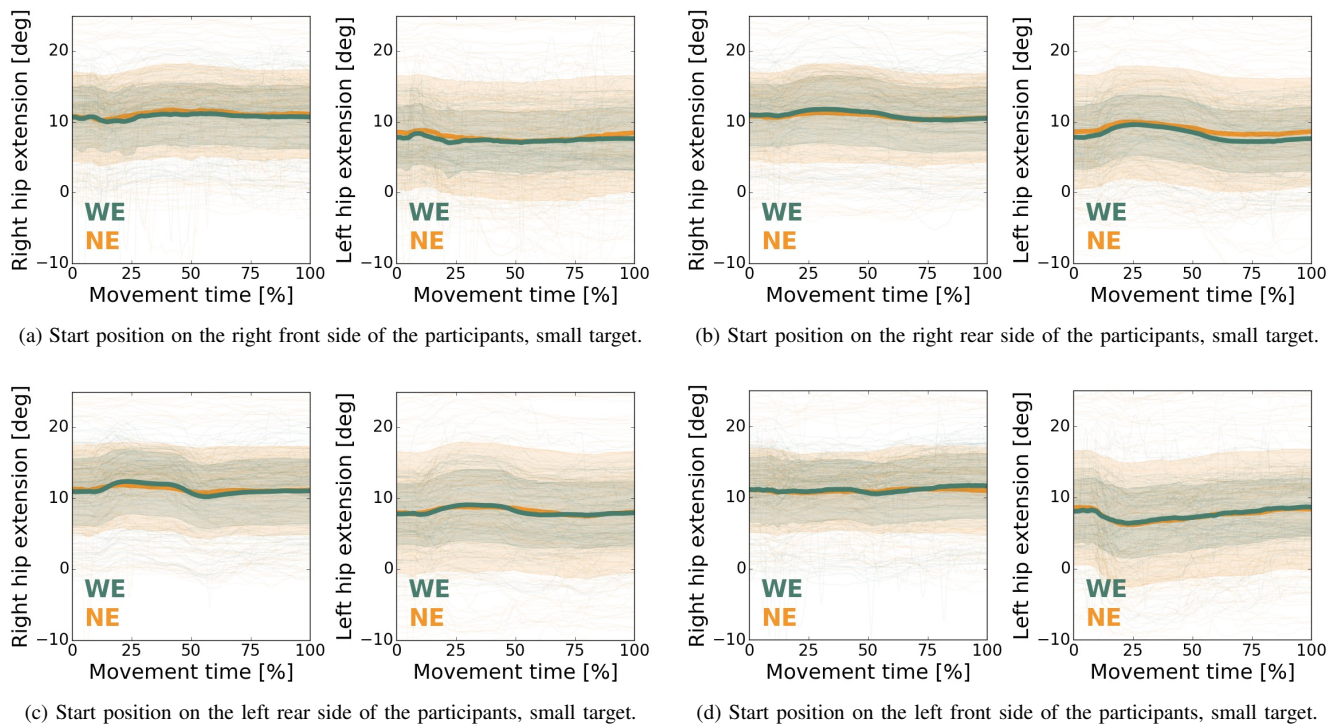 Right hip extension [deg]
20
10
0
−10
WE
NE
0 25 50 75 100
Movement time [%]
Left hip extension [deg]
20
10
0
−10
WE
NE
0 25 50 75 100
Movement time [%]
(a) Start position on the right front side of the participants, small target.
Right hip extension [deg]
20
10
0
−10
WE
NE
0 25 50 75 100
Movement time [%]
Left hip extension [deg]
20
10
0
−10
WE
NE
0 25 50 75 100
Movement time [%]
(b) Start position on the right rear side of the participants, small target.
Right hip extension [deg]
20
10
0
−10
WE
NE
0 25 50 75 100
Movement time [%]
Left hip extension [deg]
20
10
0
−10
WE
NE
0 25 50 75 100
Movement time [%]
(c) Start position on the left rear side of the participants, small target.
Right hip extension [deg]
20
10
0
−10
WE
NE
0 25 50 75 100
Movement time [%]
Left hip extension [deg]
20
10
0
−10
WE
NE
0 25 50 75 100
Movement time [%]
(d) Start position on the left front side of the participants, small target.